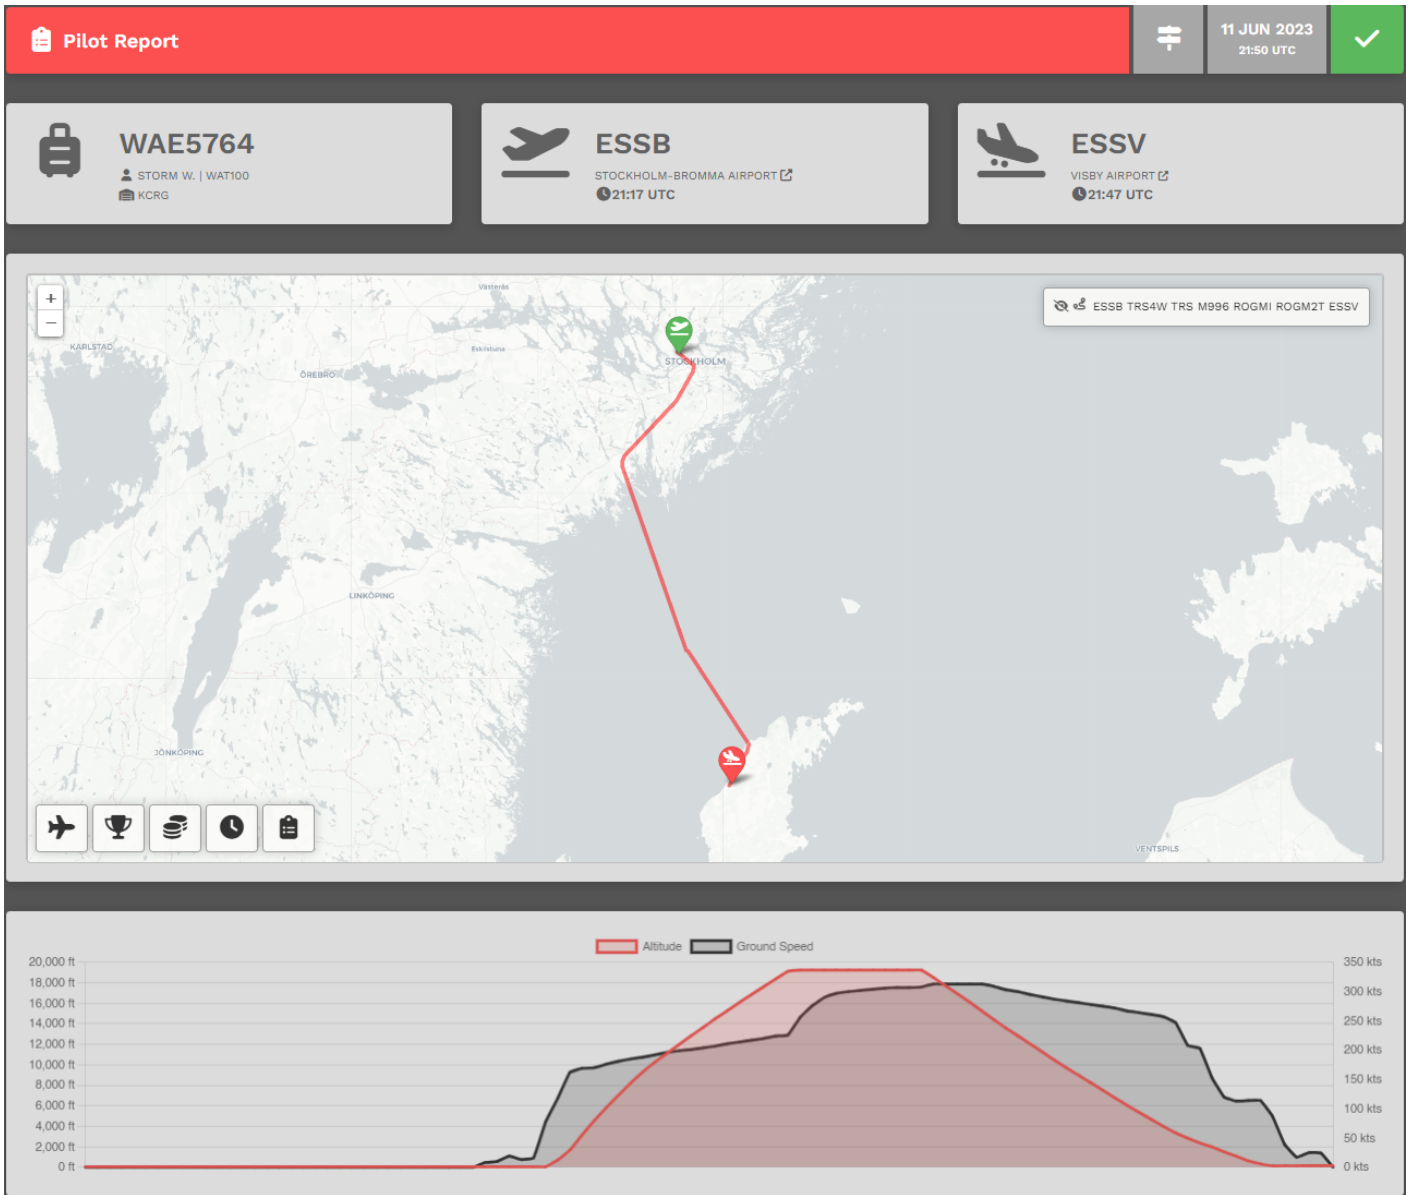 Pilot Report
11 JUN 2023
21:50 UTC
WAE5764
STORM W. | WAT100
KCRG
ESSB
STOCKHOLM-BROMMA AIRPORT
21:17 UTC
ESSV
VISBY AIRPORT
21:47 UTC
+
−
ESSB TRS4W TRS M996 ROGMI ROGM2T ESSV
Västerås
KARLSTAD
Eskilstuna
STOCKHOLM
ÖREBRO
LINKÖPING
JÖNKÖPING
VENTSPILS
Altitude
Ground Speed
20,000 ft
18,000 ft
16,000 ft
14,000 ft
12,000 ft
10,000 ft
8,000 ft
6,000 ft
4,000 ft
2,000 ft
0 ft
350 kts
300 kts
250 kts
200 kts
150 kts
100 kts
50 kts
0 kts